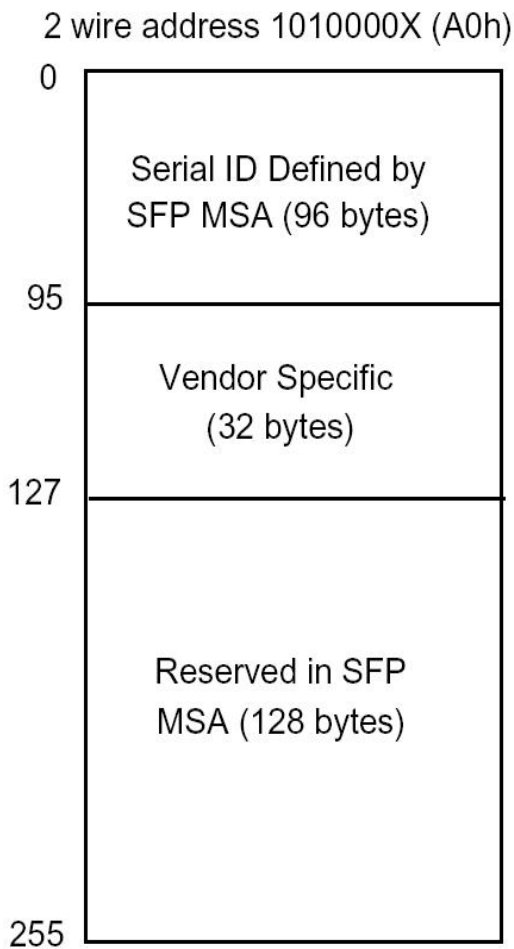 2 wire address 1010000X (A0h)
0
Serial ID Defined by
SFP MSA (96 bytes)
95
Vendor Specific
(32 bytes)
127
Reserved in SFP
MSA (128 bytes)
255